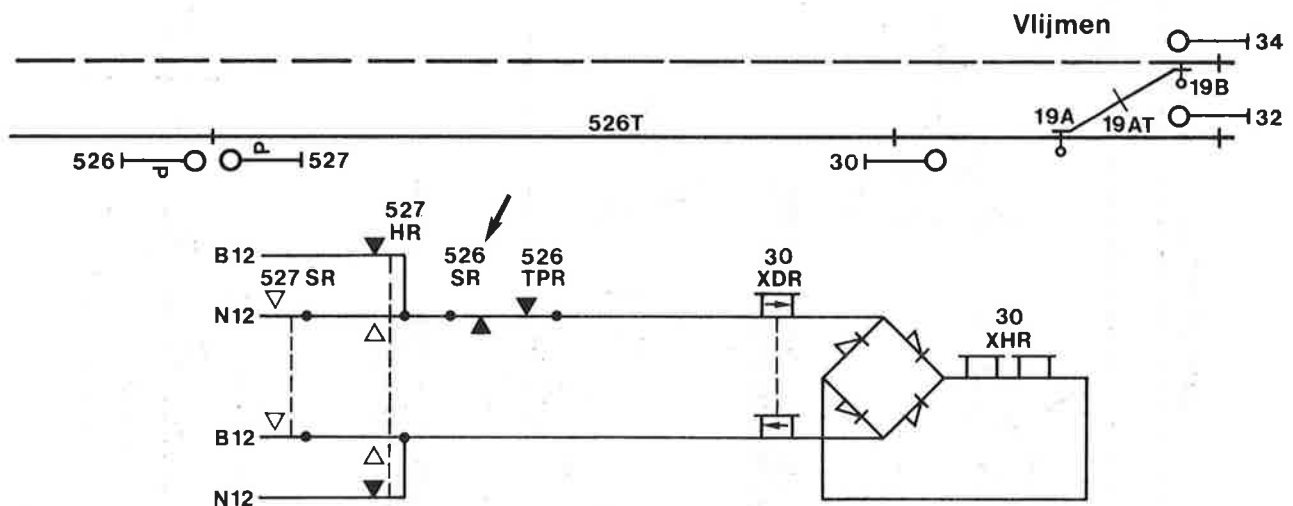 Vlijmen
34
19B
19A
19AT
32
526T
526
P
P
527
30
527
HR
526
SR
526
TPR
30
XDR
B12
527 SR
N12
30
XHR
B12
N12